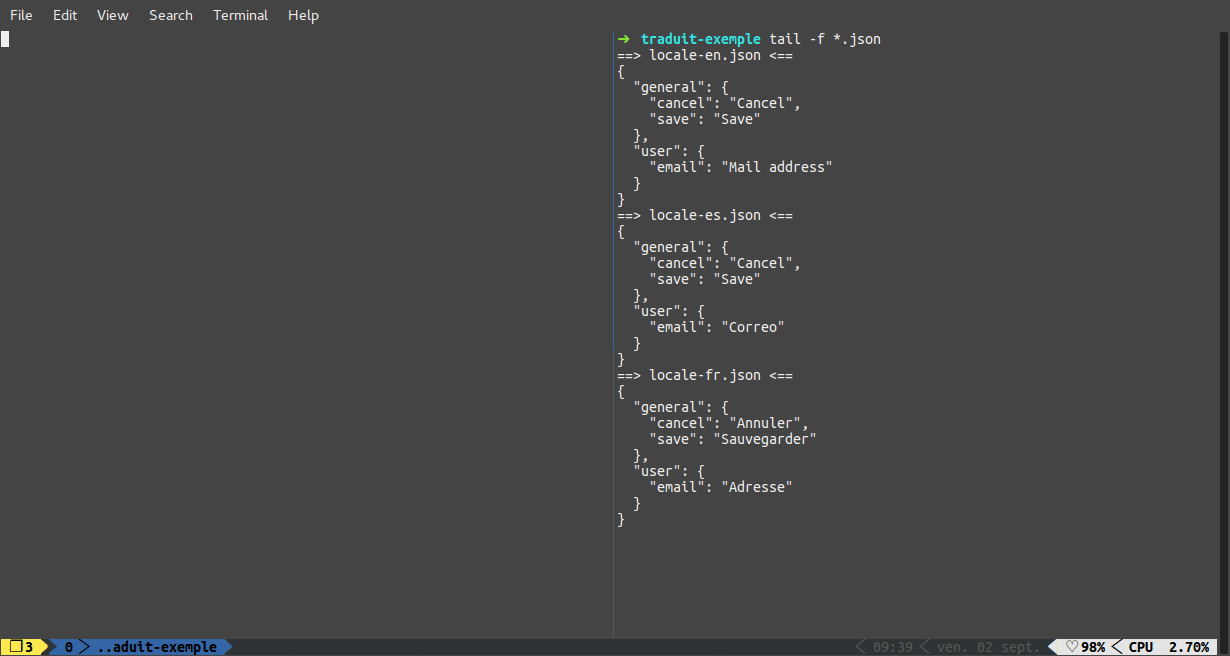 File Edit View Search Terminal Help
➜ traduit-exemple tail -f *.json
==> locale-en.json <==
{
  "general": {
    "cancel": "Cancel",
    "save": "Save"
  },
  "user": {
    "email": "Mail address"
  }
}
==> locale-es.json <==
{
  "general": {
    "cancel": "Cancel",
    "save": "Save"
  },
  "user": {
    "email": "Correo"
  }
}
==> locale-fr.json <==
{
  "general": {
    "cancel": "Annuler",
    "save": "Sauvegarder"
  },
  "user": {
    "email": "Adresse"
  }
}
❐ 3 0 ..aduit-exemple 09:39 ven. 02 sept. ♡ 98% CPU 2.70%